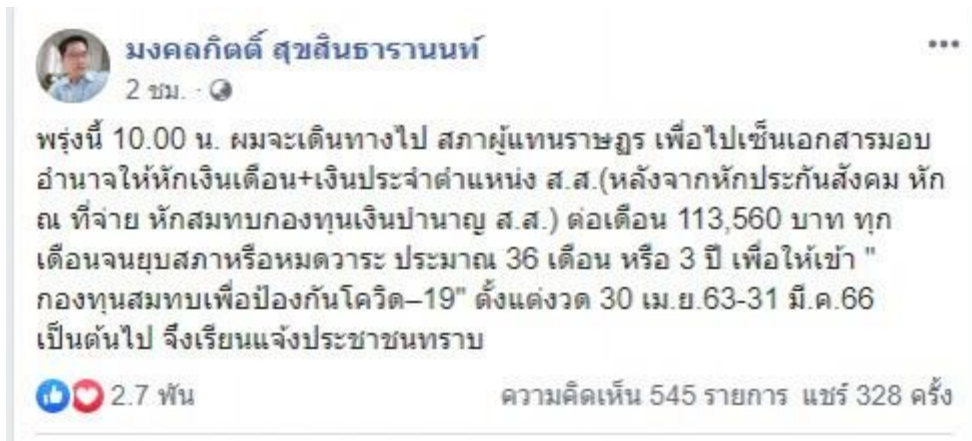 มงคลกิตติ์ สุขสินธารานนท์
2 ชม. ·
พรุ่งนี้ 10.00 น. ผมจะเดินทางไป สภาผู้แทนราษฎร เพื่อไปเซ็นเอกสารมอบ
อำนาจให้หักเงินเดือน+เงินประจำตำแหน่ง ส.ส.(หลังจากหักประกันสังคม หัก
ณ ที่จ่าย หักสมทบกองทุนเงินบำนาญ ส.ส.) ต่อเดือน 113,560 บาท ทุก
เดือนจนยุบสภาหรือหมดวาระ ประมาณ 36 เดือน หรือ 3 ปี เพื่อให้เข้า "
กองทุนสมทบเพื่อป้องกันโควิด–19" ตั้งแต่งวด 30 เม.ย.63-31 มี.ค.66
เป็นต้นไป จึงเรียนแจ้งประชาชนทราบ
2.7 พัน ความคิดเห็น 545 รายการ แชร์ 328 ครั้ง